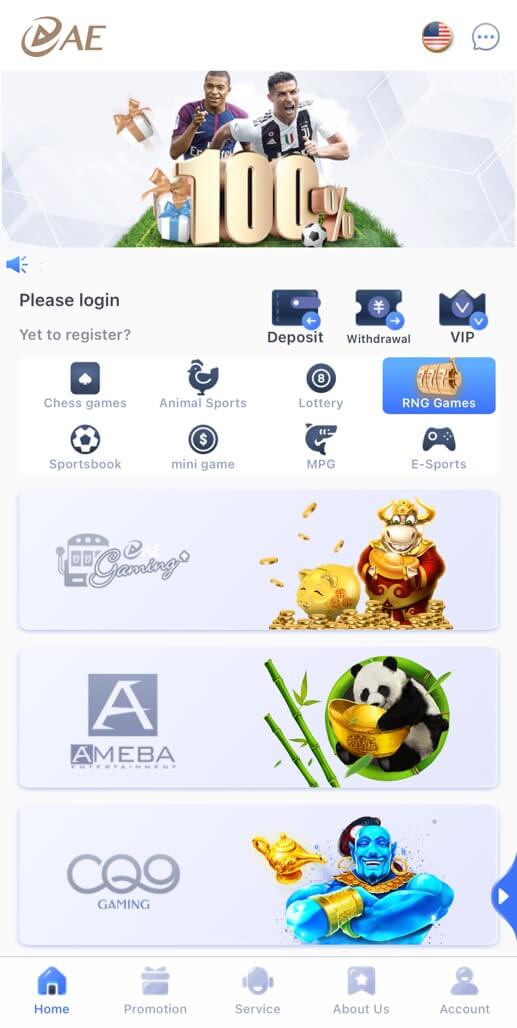 AE
100%
Please login
Yet to register?
Deposit
Withdrawal
VIP
Chess games
Animal Sports
Lottery
RNG Games
Sportsbook
mini game
MPG
E-Sports
AE
Gaming
A
AMEBA
ENTERTAINMENT
CQ9
GAMING
Home
Promotion
Service
About Us
Account